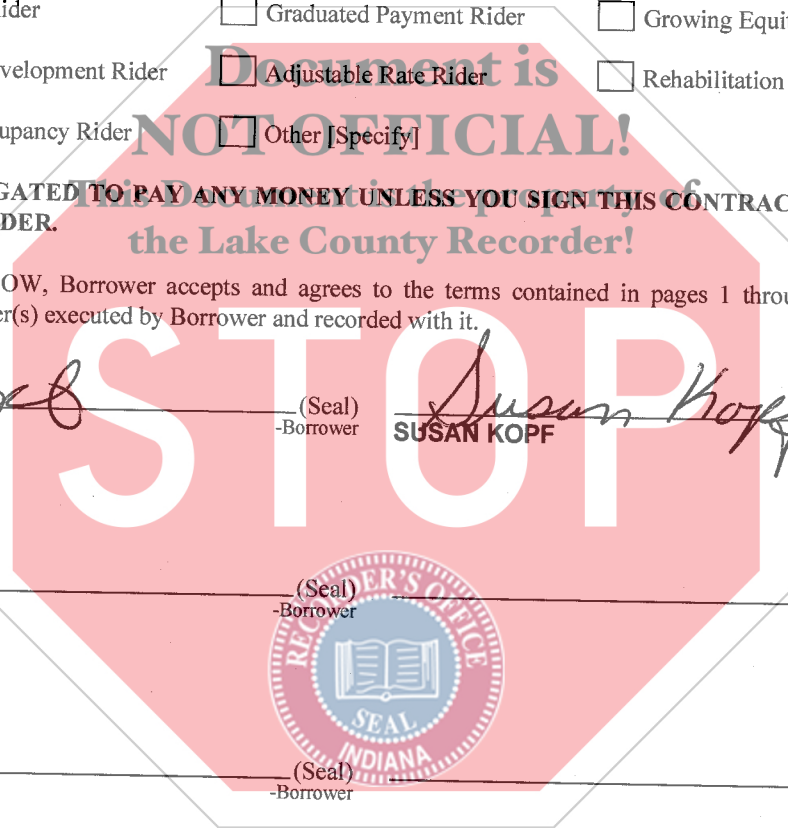 ider Graduated Payment Rider Growing Equi
Document is
velopment Rider Adjustable Rate Rider Rehabilitation
NOT OFFICIAL!
upancy Rider Other [Specify]
This Document is the property of
GATED TO PAY ANY MONEY UNLESS YOU SIGN THIS CONTRAC
DER.
the Lake County Recorder!
OW, Borrower accepts and agrees to the terms contained in pages 1 throu
er(s) executed by Borrower and recorded with it.
STOP
(Seal) Susan Kopf
-Borrower SUSAN KOPF
(Seal)
-Borrower
RECORDER'S OFFICE
SEAL
INDIANA
(Seal)
-Borrower